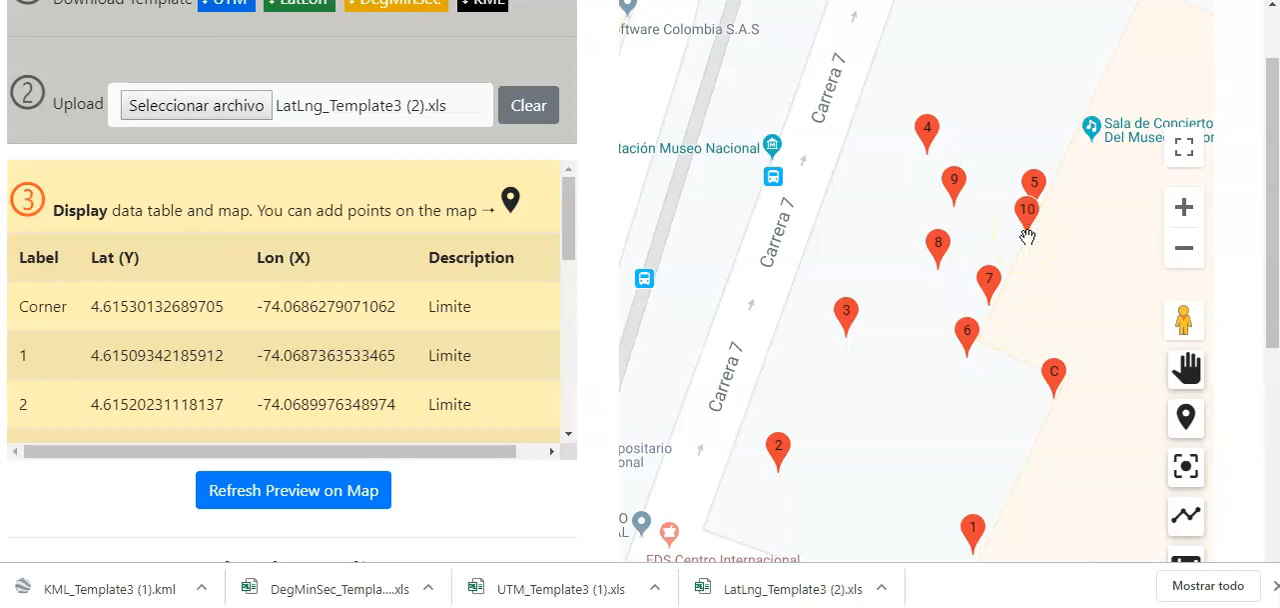 Download Template UTM LatLon DegMinSec KML
2 Upload Seleccionar archivo LatLng_Template3 (2).xls Clear
3 Display data table and map. You can add points on the map →
Label Lat (Y) Lon (X) Description
Corner 4.61530132689705 -74.0686279071062 Limite
1 4.61509342185912 -74.0687363533465 Limite
2 4.61520231118137 -74.0689976348974 Limite
Refresh Preview on Map
ftware Colombia S.A.S
Carrera 7
4
Sala de Concierto
Del Museo
tación Museo Nacional
9
5
10
Carrera 7
8
7
3
6
Carrera 7
C
2
positario
onal
1
EDS Centro Internacional
KML_Template3 (1).kml
DegMinSec_Templa....xls
UTM_Template3 (1).xls
LatLng_Template3 (2).xls
Mostrar todo